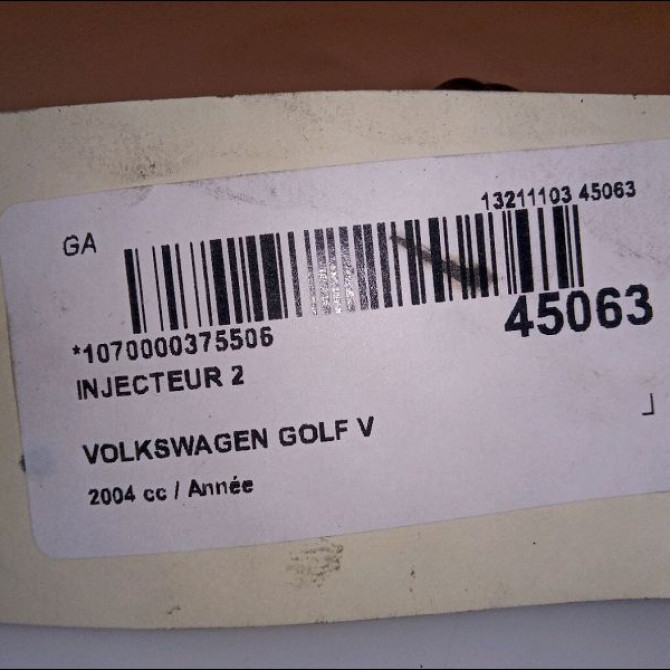 13211103 45063
GA
45063
*1070000375506
INJECTEUR 2
VOLKSWAGEN GOLF V
2004 cc / Année